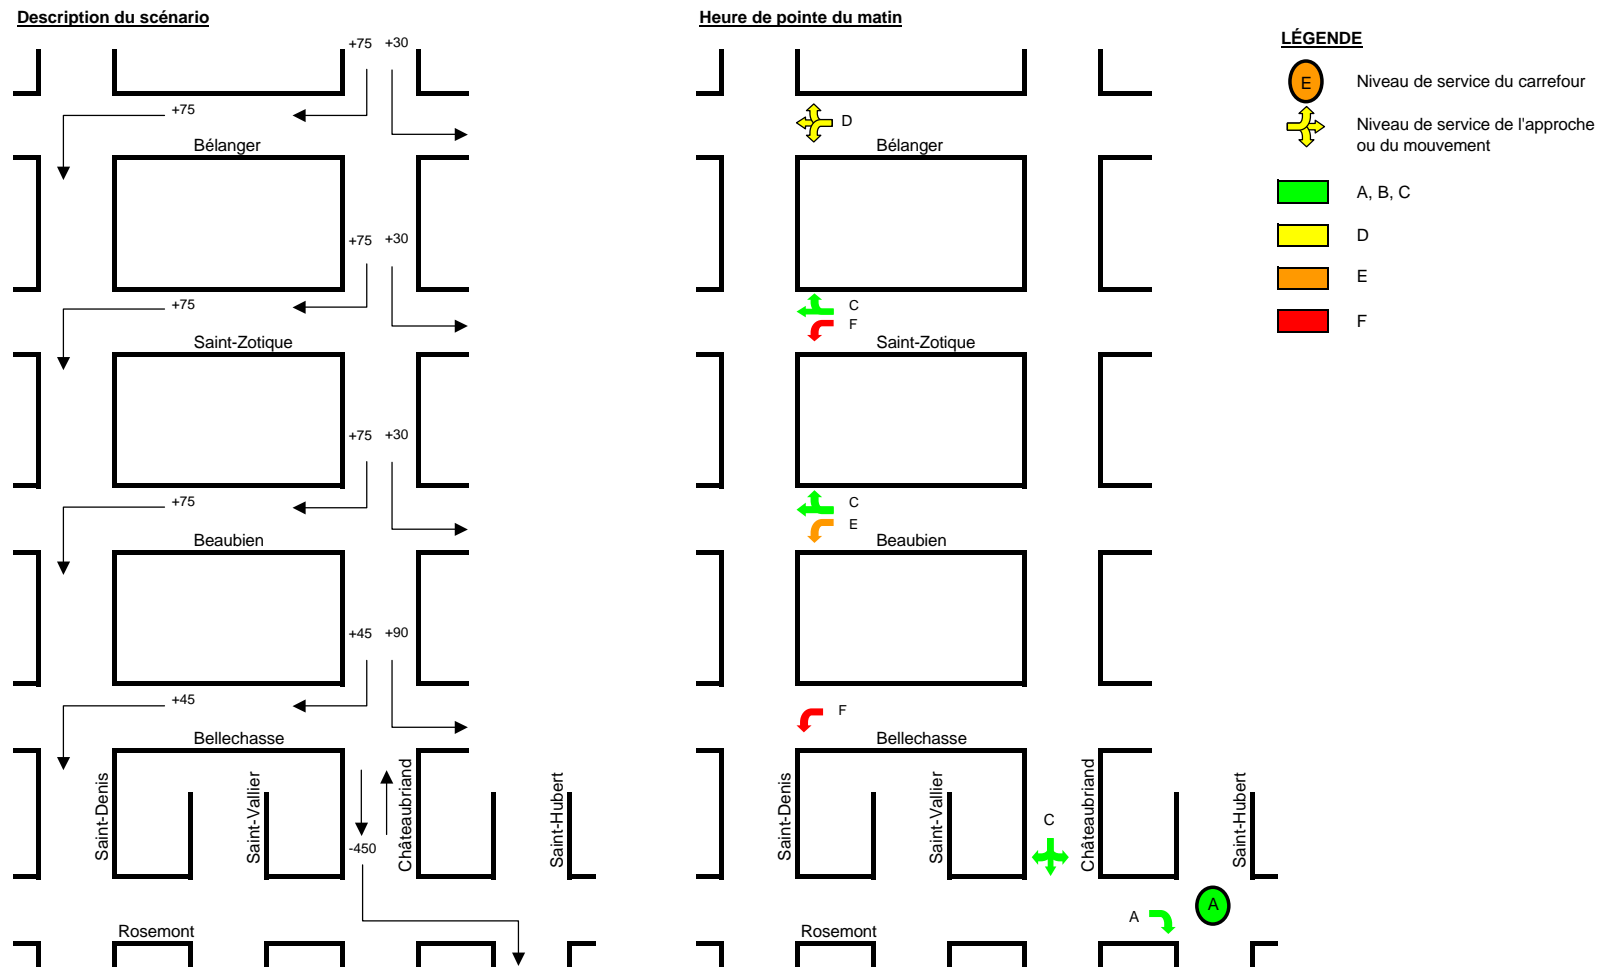 Description du scénario
+75 +30
+75
Bélanger
+75 +30
+75
Saint-Zotique
+75 +30
+75
Beaubien
+45 +90
+45
Bellechasse
Saint-Denis
Saint-Vallier
Châteaubriand
Saint-Hubert
-450
Rosemont
Heure de pointe du matin
D
Bélanger
C
F
Saint-Zotique
C
E
Beaubien
F
Bellechasse
Saint-Denis
Saint-Vallier
Châteaubriand
Saint-Hubert
C
A
A
Rosemont
LÉGENDE
E
Niveau de service du carrefour
Niveau de service de l'approche
ou du mouvement
A, B, C
D
E
F